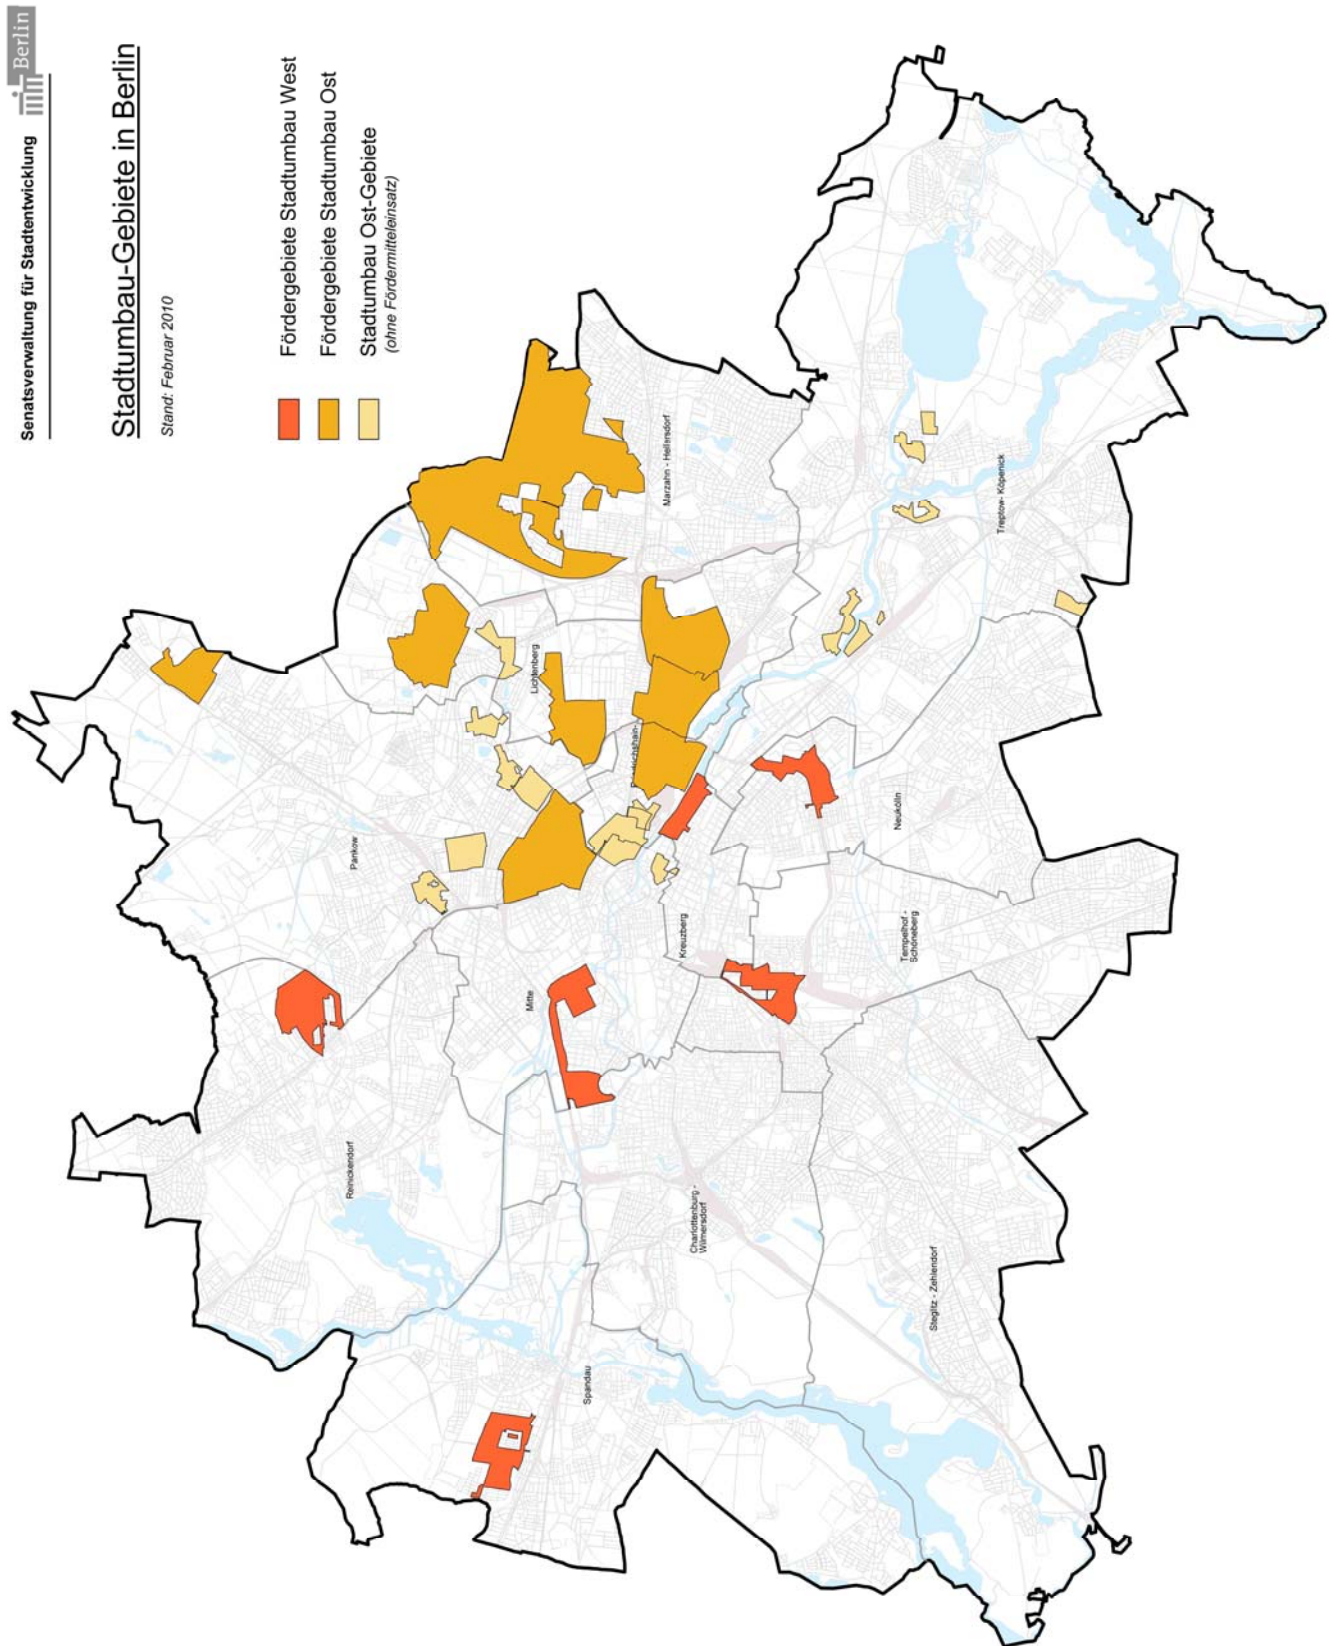 Senatsverwaltung für Stadtentwicklung
Berlin
Stadtumbau-Gebiete in Berlin
Stand: Februar 2010
Fördergebiete Stadtumbau West
Fördergebiete Stadtumbau Ost
Stadtumbau Ost-Gebiete
(ohne Fördermitteleinsatz)
Pankow
Reinickendorf
Lichtenberg
Marzahn - Hellersdorf
Mitte
Friedrichshain-
Kreuzberg
Spandau
Charlottenburg -
Wilmersdorf
Tempelhof -
Schöneberg
Neukölln
Treptow- Köpenick
Steglitz - Zehlendorf